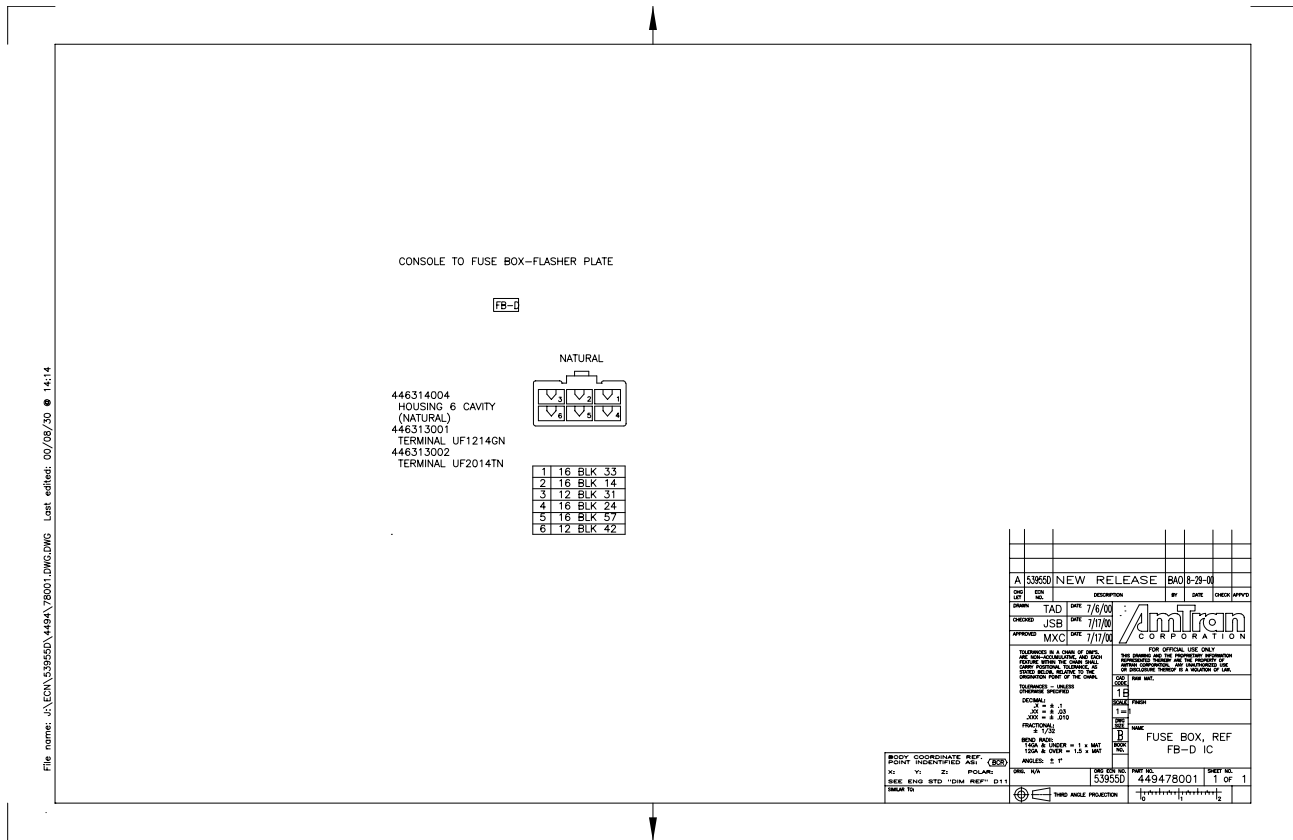 CONSOLE TO FUSE BOX-FLASHER PLATE
FB-D
NATURAL
3 2 1
6 5 4
446314004
HOUSING 6 CAVITY
(NATURAL)
446313001
TERMINAL UF1214GN
446313002
TERMINAL UF2014TN
1 16 BLK 33
2 16 BLK 14
3 12 BLK 31
4 16 BLK 24
5 16 BLK 57
6 12 BLK 42
File name: J:\ECN\53955D\4494\78001.DWG.DWG Last edited: 00/08/30 @ 14:14
A 53955D NEW RELEASE BAO 8-29-00
CHG LET ECN NO. DESCRIPTION BY DATE CHECK APPV'D
DRAWN TAD DATE 7/6/00
CHECKED JSB DATE 7/17/00
APPROVED MXC DATE 7/17/00
AmTran
CORPORATION
TOLERANCES IN A CHAIN OF DIM'S.
ARE NON-ACCUMULATIVE, AND EACH
FEATURE WITHIN THE CHAIN SHALL
CARRY POSITIONAL TOLERANCE, AS
STATED BELOW, RELATIVE TO THE
ORIGINATION POINT OF THE CHAIN.
TOLERANCES - UNLESS
OTHERWISE SPECIFIED
DECIMAL:
.X = ± .1
.XX = ± .03
.XXX = ± .010
FRACTIONAL:
± 1/32
BEND RADII:
14GA & UNDER = 1 x MAT
12GA & OVER = 1.5 x MAT
ANGLES: ± 1°
FOR OFFICIAL USE ONLY
THIS DRAWING AND THE PROPRIETARY INFORMATION
REPRESENTED THEREBY ARE THE PROPERTY OF
AMTRAN CORPORATION. ANY UNAUTHORIZED USE
OR DISCLOSURE THEREOF IS A VIOLATION OF LAW.
CAD CODE 1B RAW MAT.
SCALE 1=1 FINISH
DWG SIZE B
BOOK NO.
NAME
FUSE BOX, REF
FB-D IC
BODY COORDINATE REF.
POINT INDENTIFIED AS: BCR
X: Y: Z: POLAR:
SEE ENG STD "DIM REF" D11
SIMILAR TO:
ORIG. N/A
ORG ECN NO. 53955D
PART NO. 449478001
SHEET NO. 1 OF 1
THIRD ANGLE PROJECTION
0 1 2